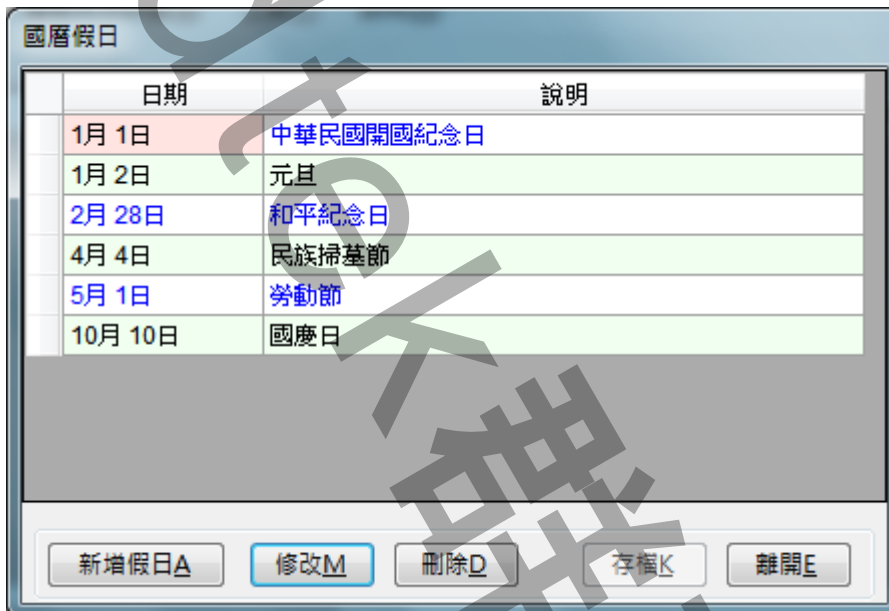 國曆假日
日期 說明
1月 1日 中華民國開國紀念日
1月 2日 元旦
2月 28日 和平紀念日
4月 4日 民族掃墓節
5月 1日 勞動節
10月 10日 國慶日
新增假日A 修改M 刪除D 存檔K 離開E